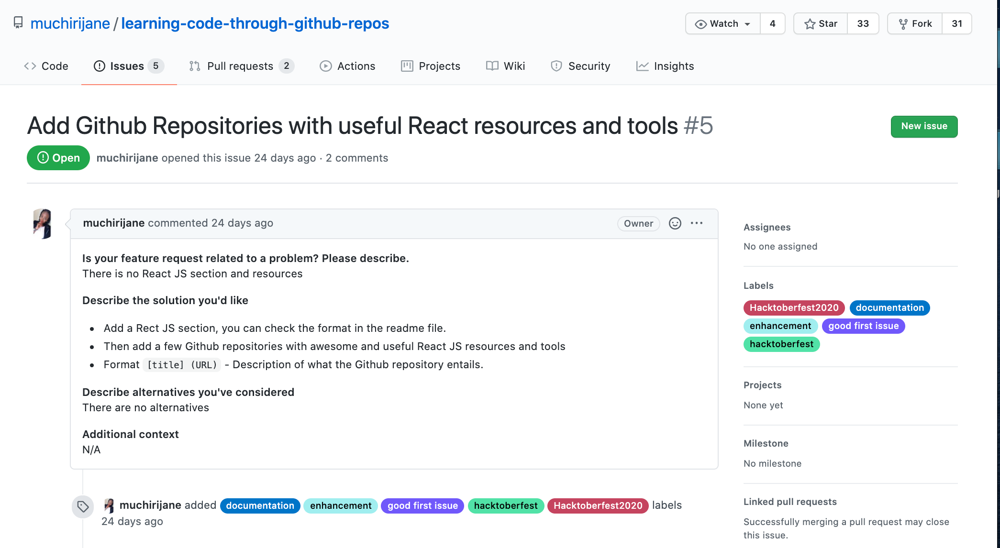 muchirijane / learning-code-through-github-repos
Watch 4 Star 33 Fork 31
Code Issues 5 Pull requests 2 Actions Projects Wiki Security Insights
Add Github Repositories with useful React resources and tools #5
New issue
Open muchirijane opened this issue 24 days ago · 2 comments
muchirijane commented 24 days ago
Owner
Is your feature request related to a problem? Please describe.
There is no React JS section and resources
Describe the solution you'd like
• Add a Rect JS section, you can check the format in the readme file.
• Then add a few Github repositories with awesome and useful React JS resources and tools
• Format [title] (URL) - Description of what the Github repository entails.
Describe alternatives you've considered
There are no alternatives
Additional context
N/A
muchirijane added documentation enhancement good first issue hacktoberfest Hacktoberfest2020 labels
24 days ago
Assignees
No one assigned
Labels
Hacktoberfest2020 documentation
enhancement good first issue
hacktoberfest
Projects
None yet
Milestone
No milestone
Linked pull requests
Successfully merging a pull request may close
this issue.